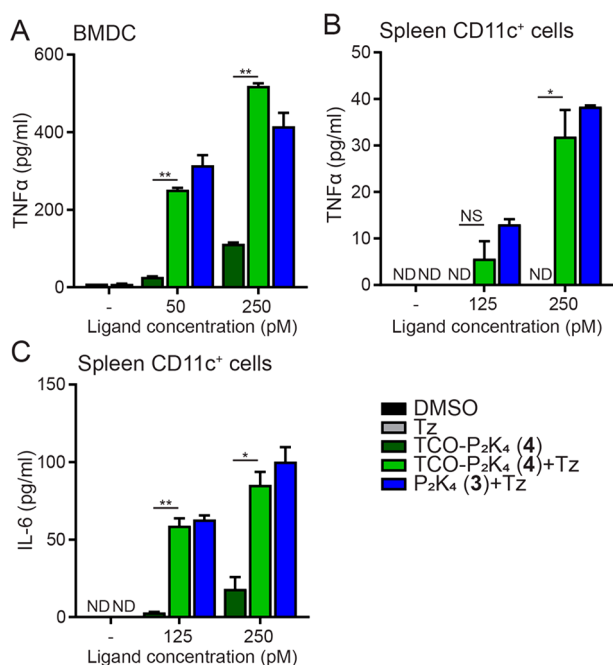 A BMDC
TNFα (pg/ml)
600
400
200
0
** **
- 50 250
Ligand concentration (pM)
B Spleen CD11c⁺ cells
TNFα (pg/ml)
50
40
30
20
10
0
NS *
ND ND ND ND
- 125 250
Ligand concentration (pM)
C Spleen CD11c⁺ cells
IL-6 (pg/ml)
150
100
50
0
** *
ND ND
- 125 250
Ligand concentration (pM)
DMSO
Tz
TCO-P₂K₄ (4)
TCO-P₂K₄ (4)+Tz
P₂K₄ (3)+Tz